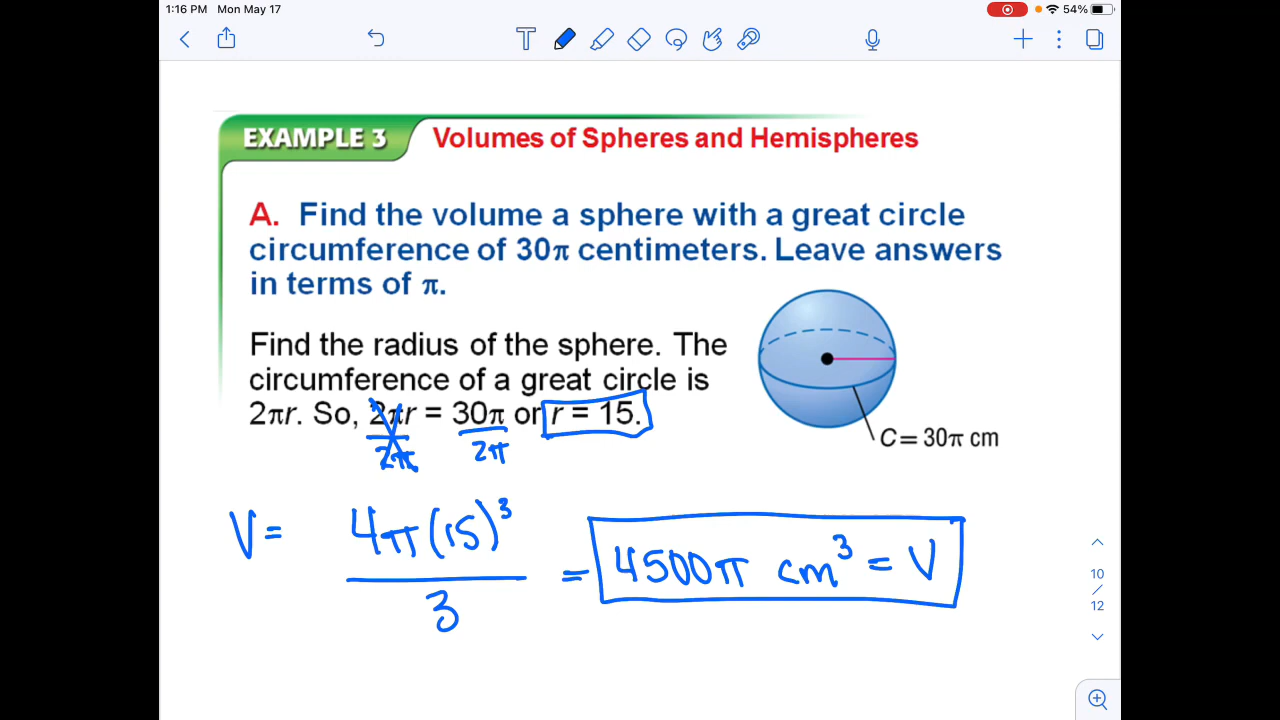 1:16 PM Mon May 17
54%
T
EXAMPLE 3 Volumes of Spheres and Hemispheres
A. Find the volume a sphere with a great circle
circumference of 30π centimeters. Leave answers
in terms of π.
Find the radius of the sphere. The
circumference of a great circle is
2πr. So, 2πr = 30π or r = 15.
2π 2π
C = 30π cm
V = 4π(15)³
3
= 4500π cm³ = V
10
/
12